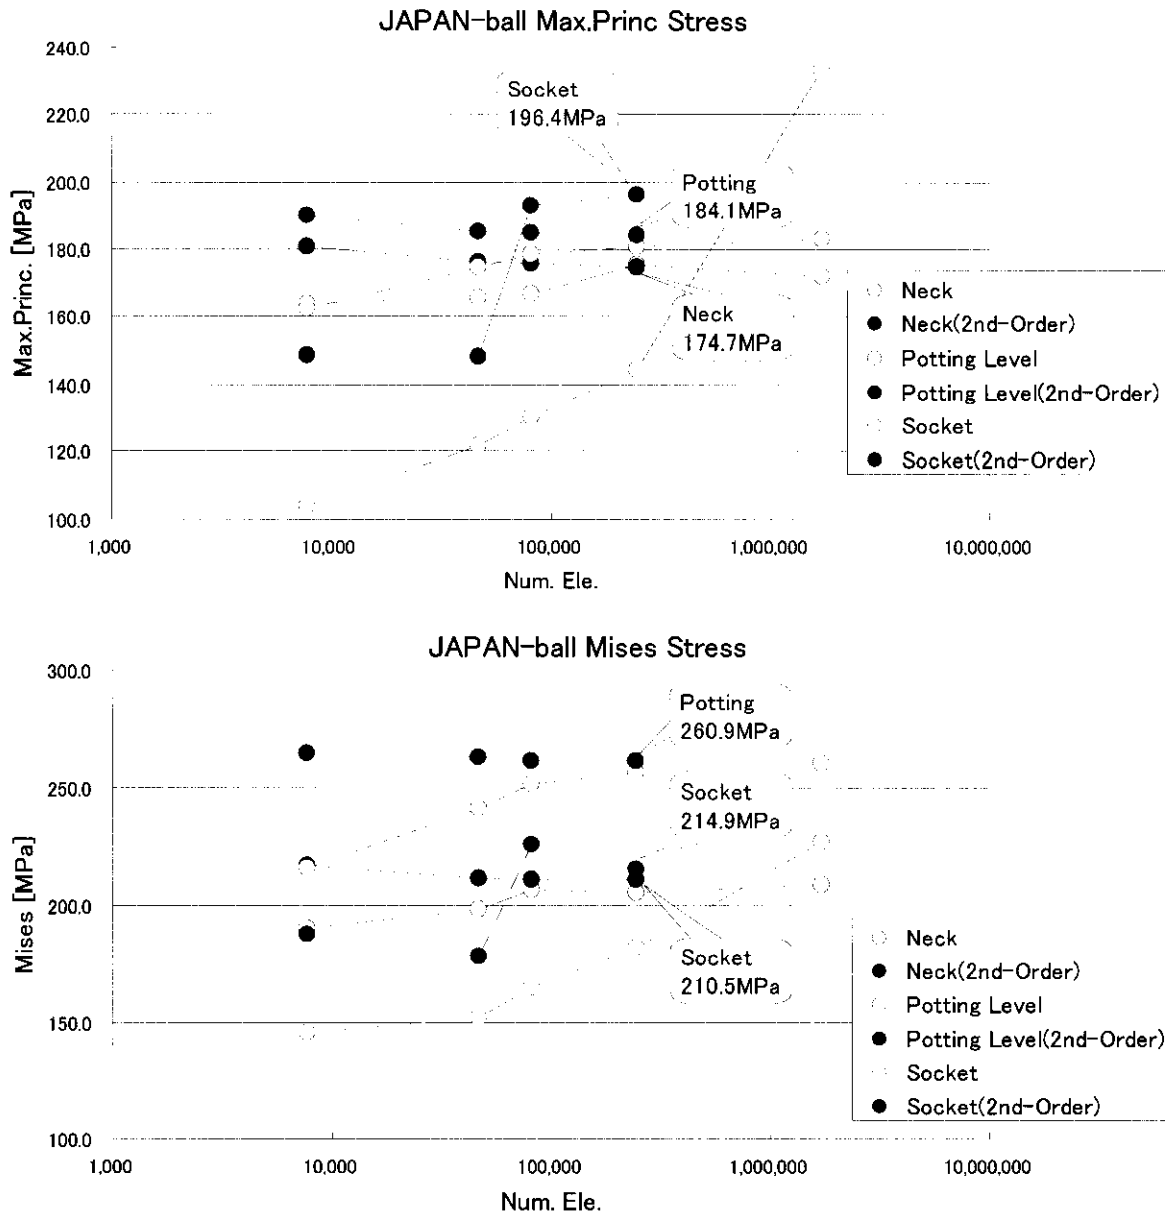 JAPAN-ball Max.Princ Stress
240.0
220.0
200.0
180.0
160.0
140.0
120.0
100.0
Max.Princ. [MPa]
Socket
196.4MPa
Potting
184.1MPa
Neck
174.7MPa
Neck
Neck(2nd-Order)
Potting Level
Potting Level(2nd-Order)
Socket
Socket(2nd-Order)
1,000
10,000
100,000
1,000,000
10,000,000
Num. Ele.
JAPAN-ball Mises Stress
300.0
250.0
200.0
150.0
100.0
Mises [MPa]
Potting
260.9MPa
Socket
214.9MPa
Socket
210.5MPa
Neck
Neck(2nd-Order)
Potting Level
Potting Level(2nd-Order)
Socket
Socket(2nd-Order)
1,000
10,000
100,000
1,000,000
10,000,000
Num. Ele.